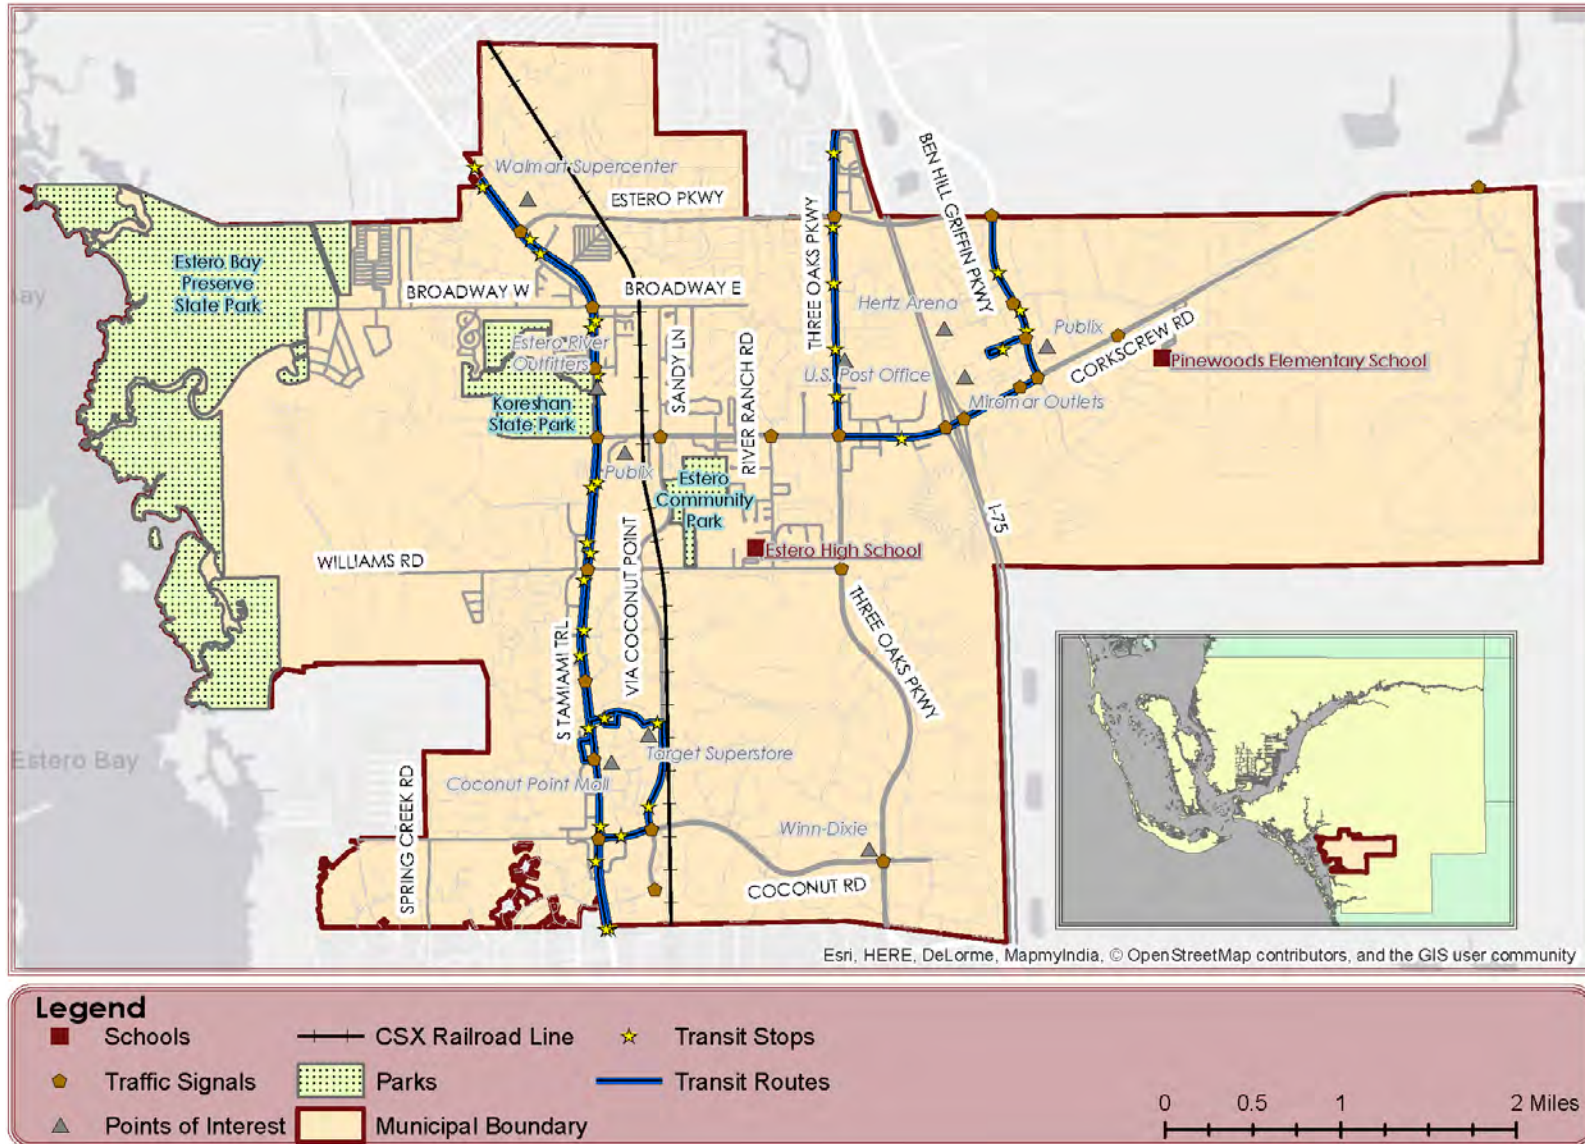 Walmart Supercenter
ESTERO PKWY
BEN HILL GRIFFIN PKWY
THREE OAKS PKWY
Estero Bay
Preserve
State Park
BROADWAY W
BROADWAY E
Hertz Arena
Publix
CORKSCREW RD
Pinewoods Elementary School
Estero River
Outfitters
SANDY LN
RIVER RANCH RD
U.S. Post Office
Miromar Outlets
Koreshan
State Park
Publix
Estero
Community
Park
I-75
Estero High School
WILLIAMS RD
VIA COCONUT POINT
THREE OAKS PKWY
S TAMIAMI TRL
Target Superstore
Estero Bay
Coconut Point Mall
SPRING CREEK RD
Winn-Dixie
COCONUT RD
Esri, HERE, DeLorme, MapmyIndia, © OpenStreetMap contributors, and the GIS user community
Legend
Schools
CSX Railroad Line
Transit Stops
Traffic Signals
Parks
Transit Routes
Points of Interest
Municipal Boundary
0 0.5 1 2 Miles